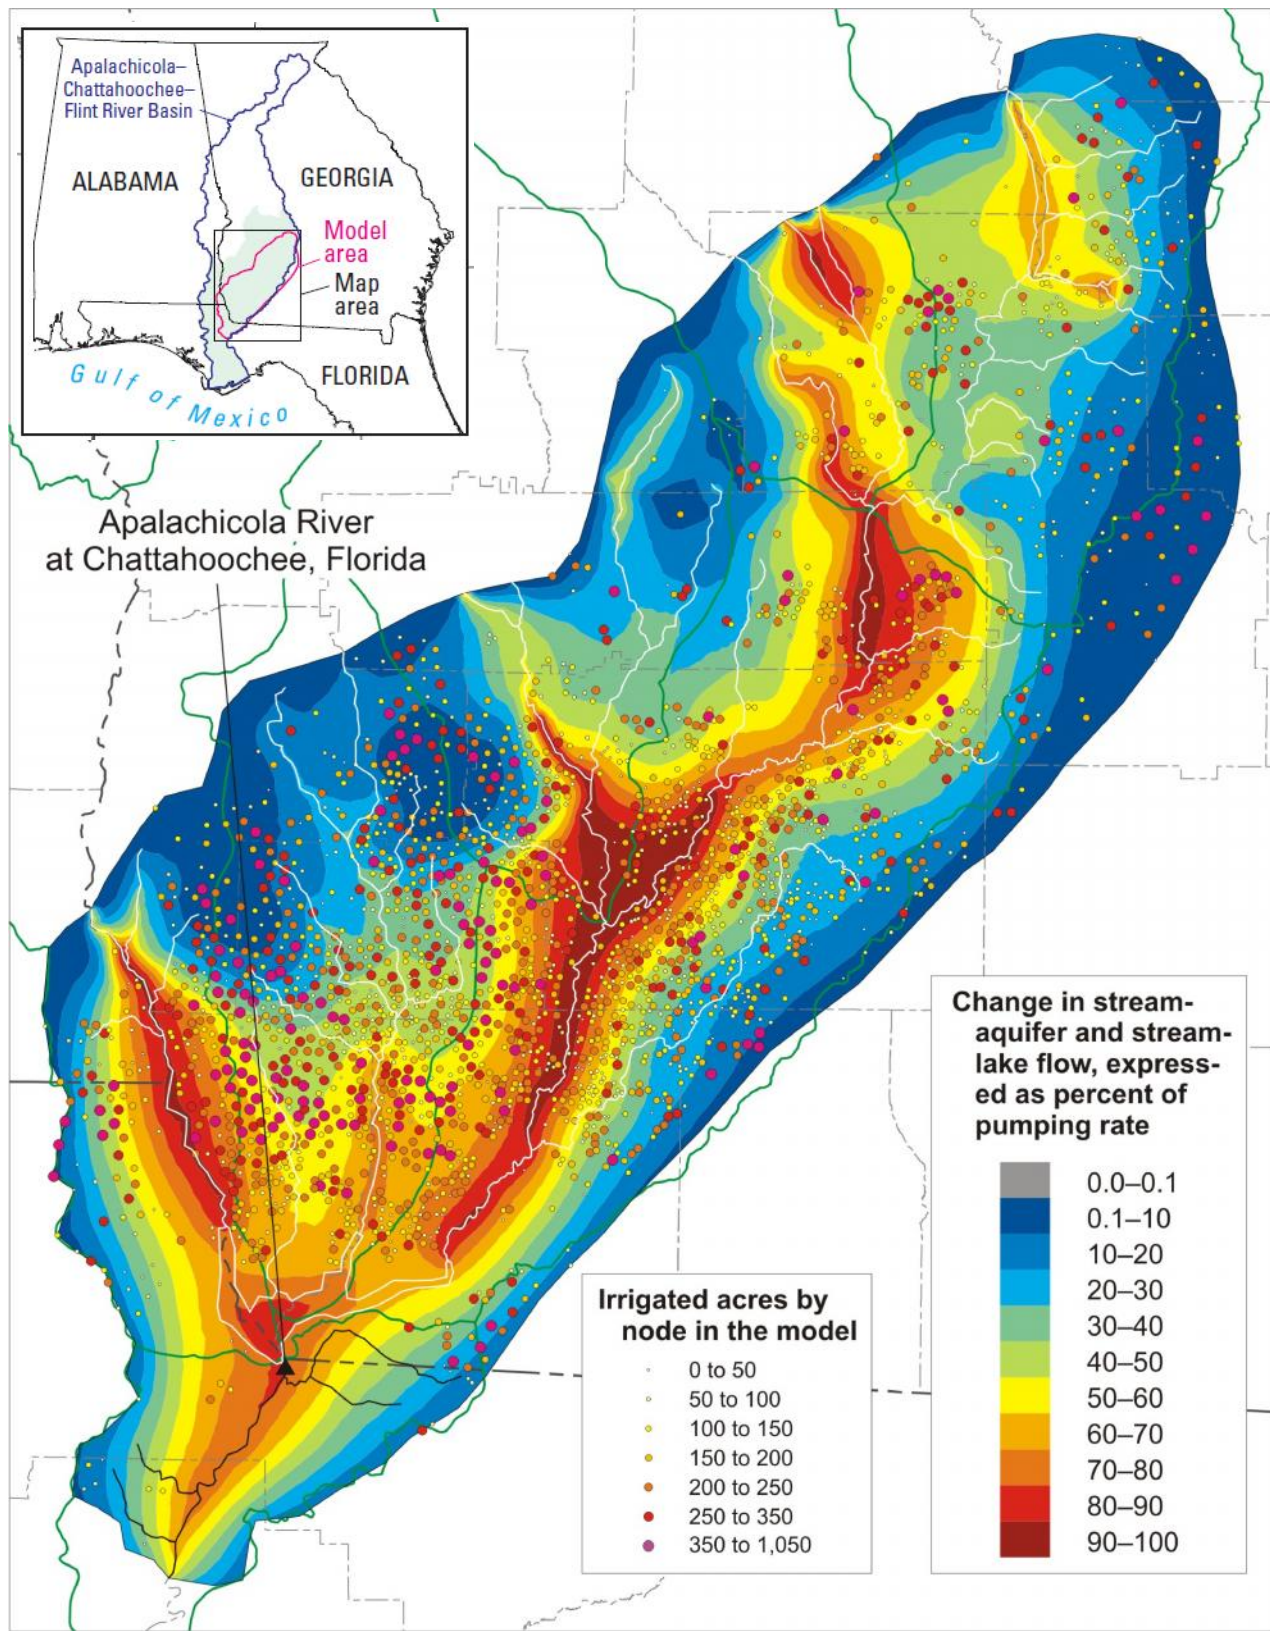 Apalachicola–
Chattahoochee–
Flint River Basin
ALABAMA
GEORGIA
Model
area
Map
area
FLORIDA
Gulf of Mexico
Apalachicola River
at Chattahoochee, Florida
Change in stream-
aquifer and stream-
lake flow, express-
ed as percent of
pumping rate
0.0–0.1
0.1–10
10–20
20–30
30–40
40–50
50–60
60–70
70–80
80–90
90–100
Irrigated acres by
node in the model
0 to 50
50 to 100
100 to 150
150 to 200
200 to 250
250 to 350
350 to 1,050